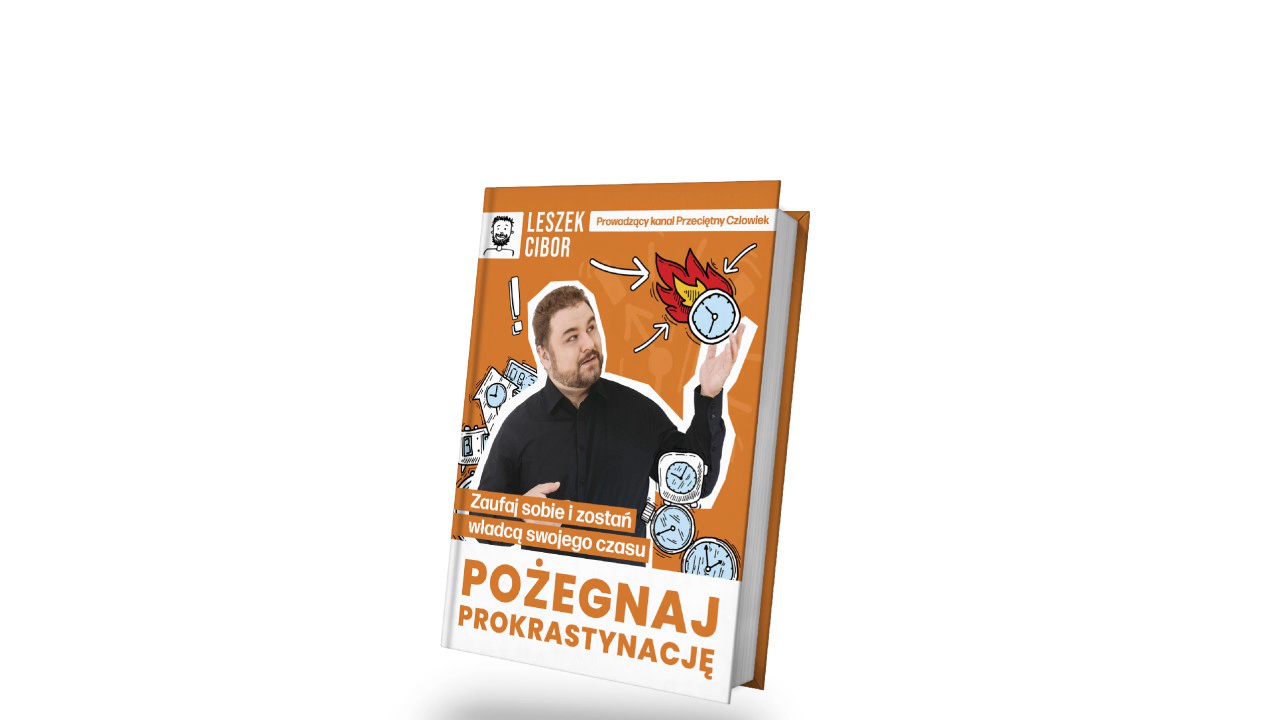 LESZEK
CIBOR
Prowadzący kanał Przeciętny Człowiek
Zaufaj sobie i zostań
władcą swojego czasu
POŻEGNAJ
PROKRASTYNACJĘ